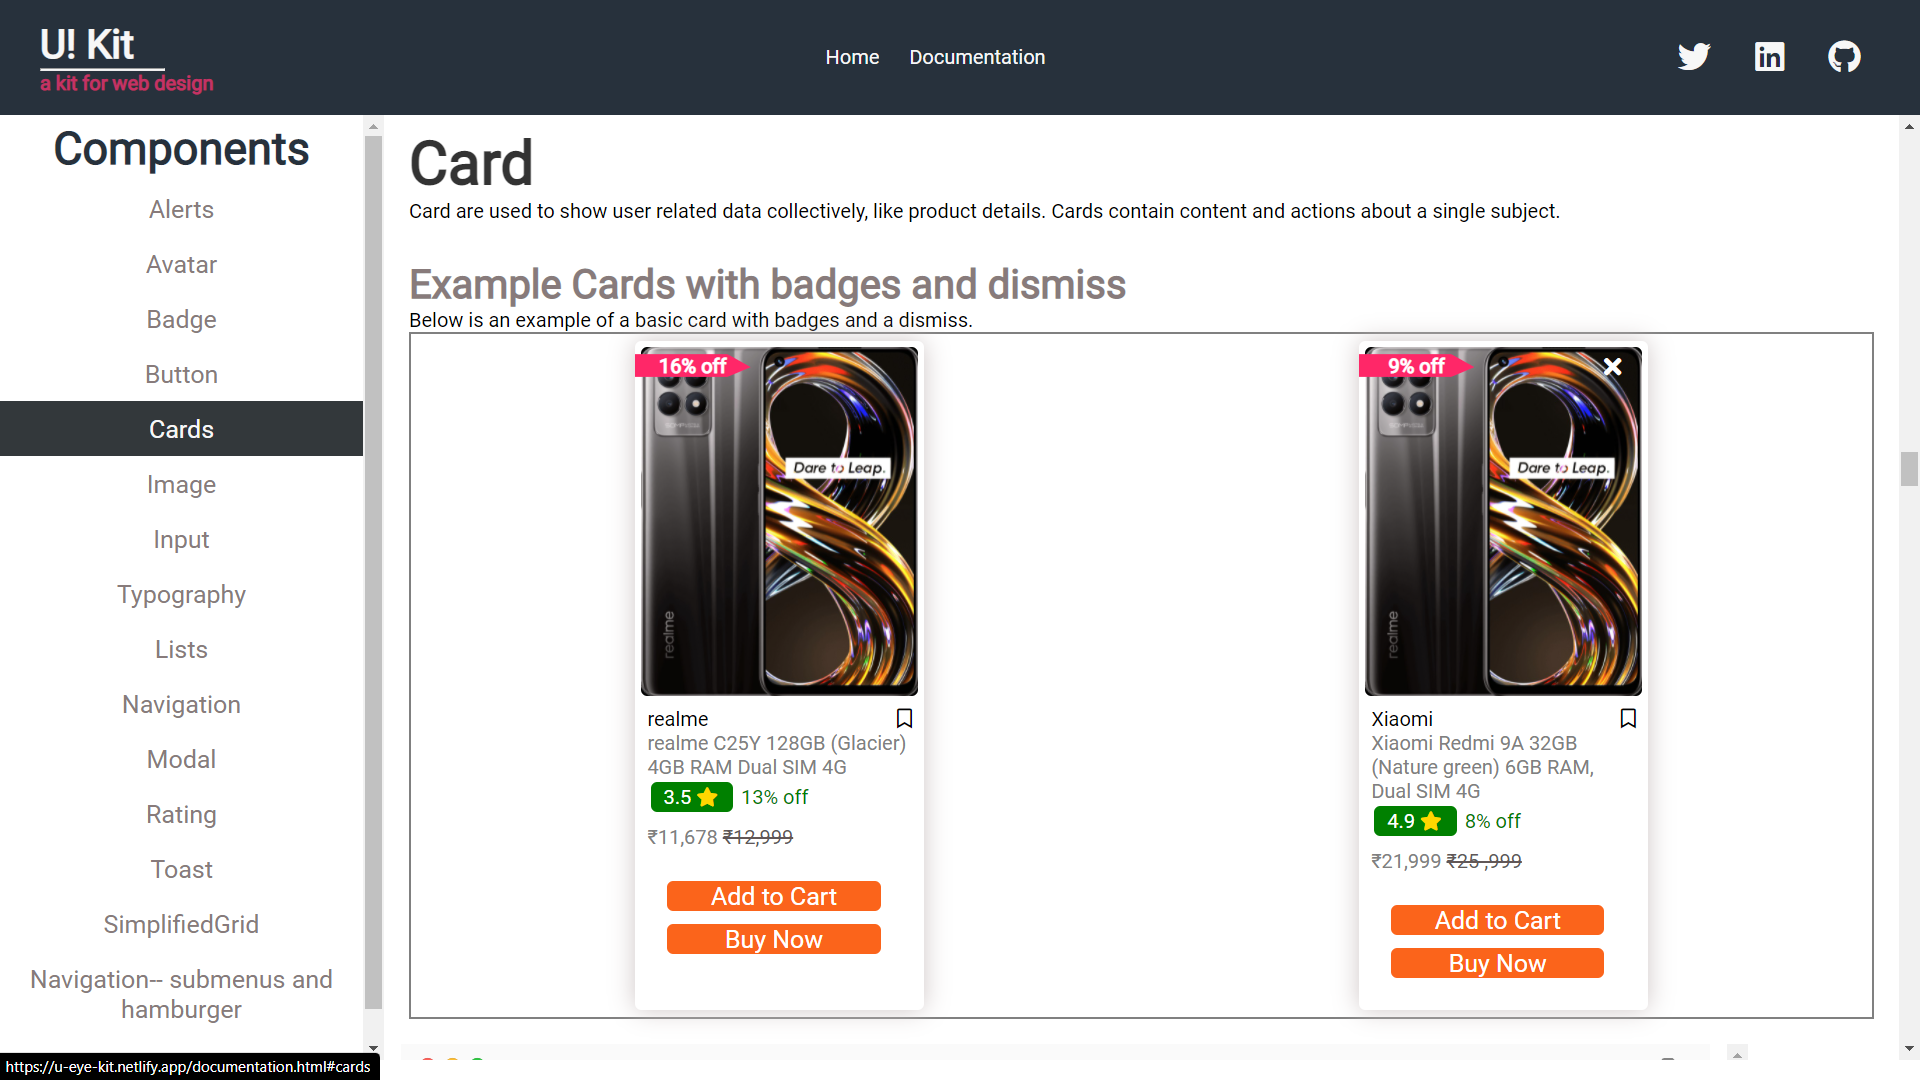 U! Kit
a kit for web design
Home
Documentation
Components
Alerts
Avatar
Badge
Button
Cards
Image
Input
Typography
Lists
Navigation
Modal
Rating
Toast
SimplifiedGrid
Navigation-- submenus and
hamburger
Card
Card are used to show user related data collectively, like product details. Cards contain content and actions about a single subject.
Example Cards with badges and dismiss
Below is an example of a basic card with badges and a dismiss.
16% off
Dare to Leap.
realme
realme
realme C25Y 128GB (Glacier)
4GB RAM Dual SIM 4G
3.5
13% off
₹11,678 ₹12,999
Add to Cart
Buy Now
9% off
Dare to Leap.
realme
Xiaomi
Xiaomi Redmi 9A 32GB
(Nature green) 6GB RAM,
Dual SIM 4G
4.9
8% off
₹21,999 ₹25 ,999
Add to Cart
Buy Now
https://u-eye-kit.netlify.app/documentation.html#cards